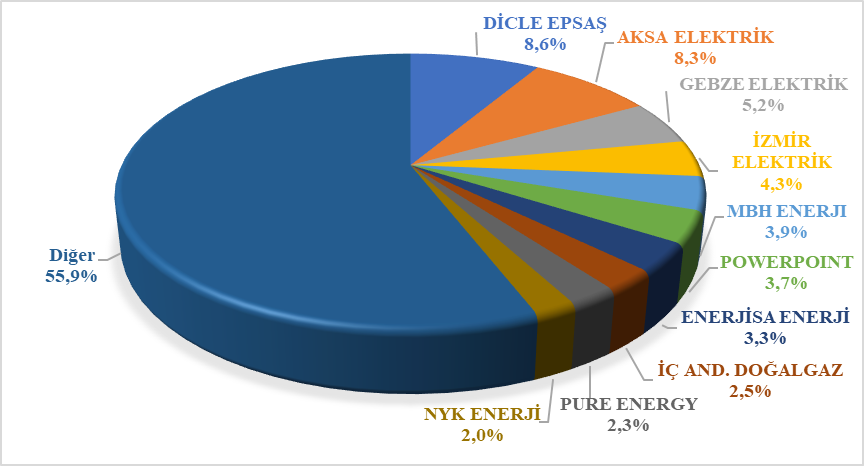 DİCLE EPSAŞ
8,6%
AKSA ELEKTRİK
8,3%
GEBZE ELEKTRİK
5,2%
İZMİR
ELEKTRİK
4,3%
MBH ENERJI
3,9%
POWERPOINT
3,7%
ENERJİSA ENERJİ
3,3%
İÇ AND. DOĞALGAZ
2,5%
PURE ENERGY
2,3%
NYK ENERJİ
2,0%
Diğer
55,9%